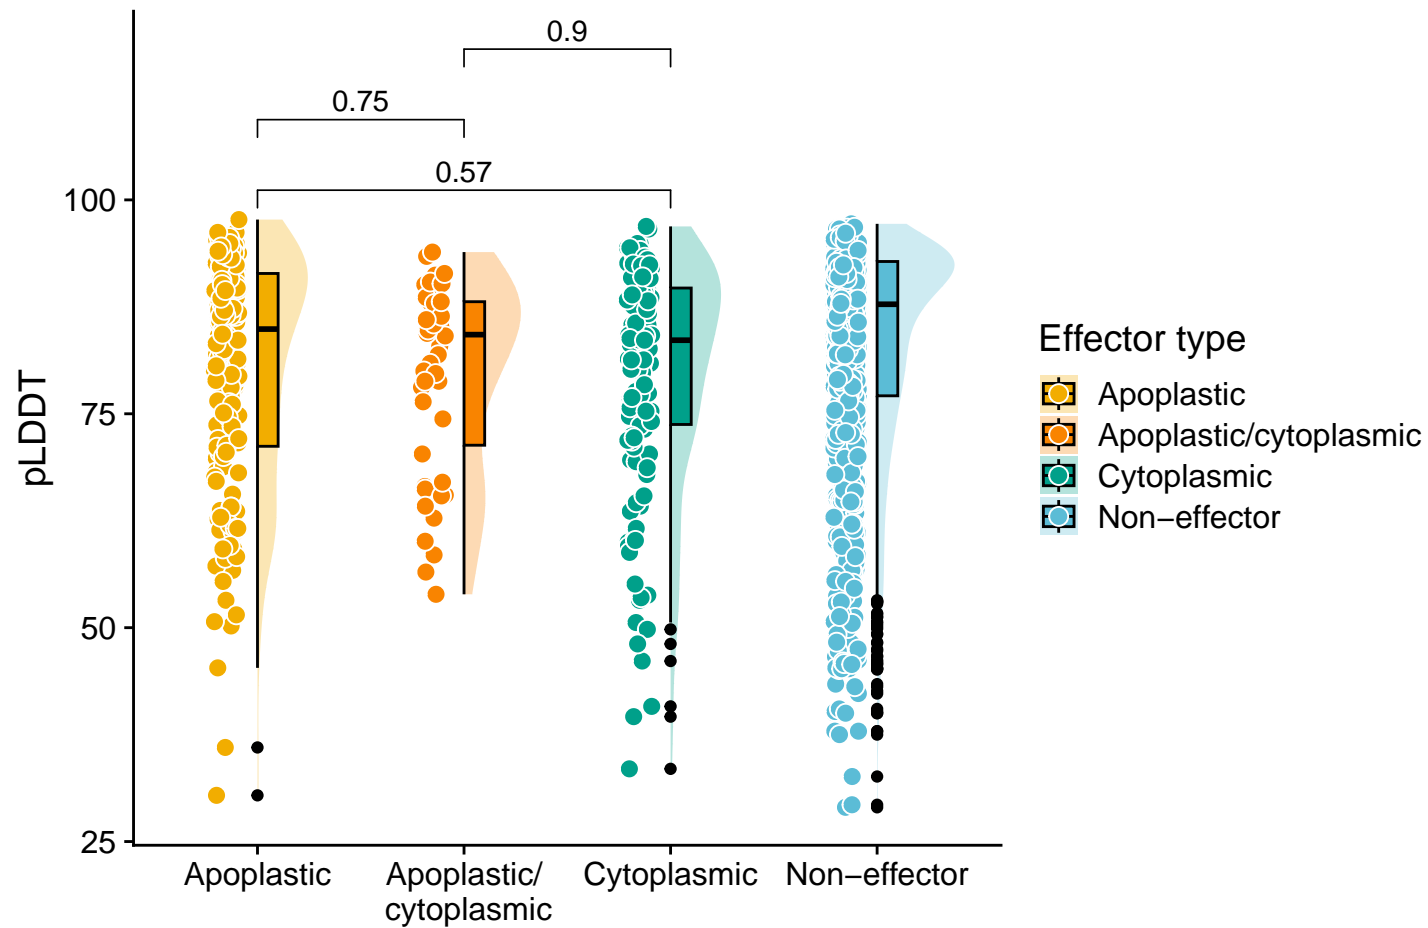 0.9
0.75
0.57
100
75
50
25
pLDDT
Apoplastic
Apoplastic/
cytoplasmic
Cytoplasmic
Non−effector
Effector type
Apoplastic
Apoplastic/cytoplasmic
Cytoplasmic
Non−effector